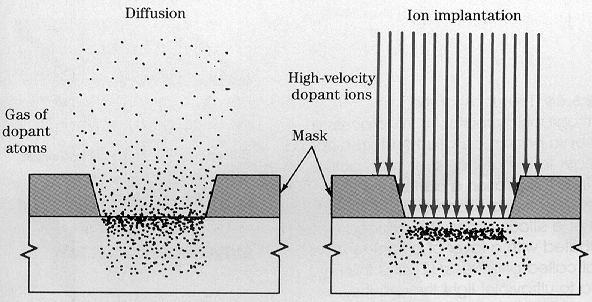 Diffusion
Ion implantation
High-velocity
dopant ions
Gas of
dopant
atoms
Mask